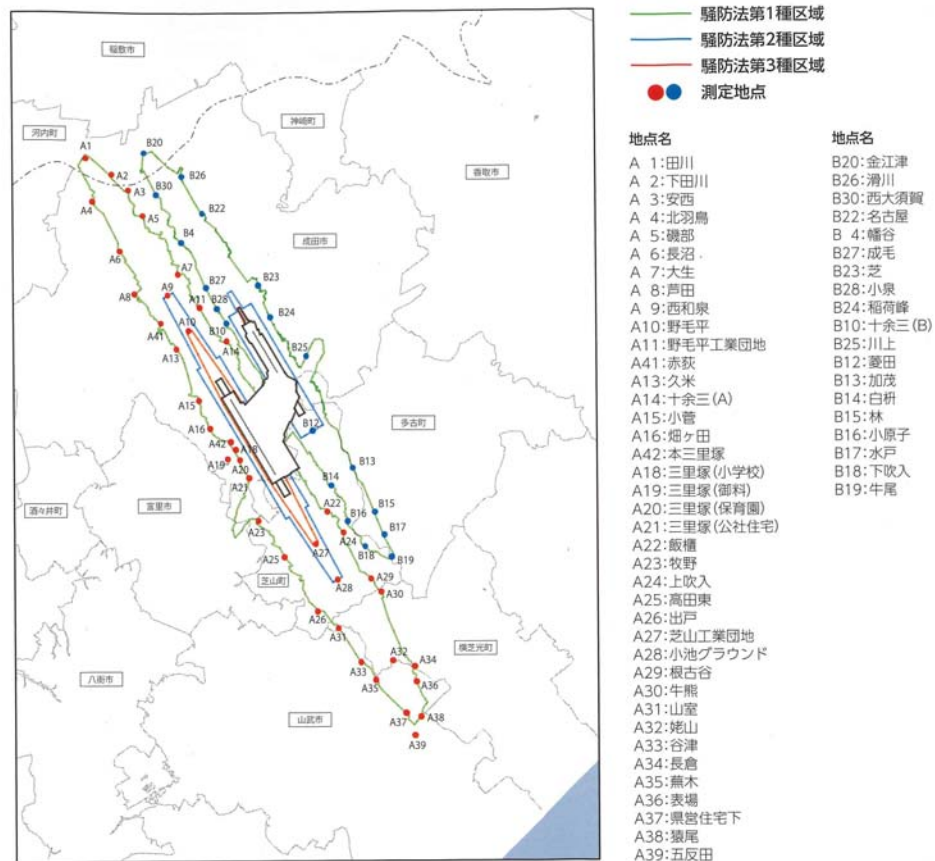 稲敷市
河内町
神崎町
香取市
成田市
多古町
富里市
酒々井町
芝山町
横芝光町
八街市
山武市
A1
A2
A3
A4
A5
A6
A7
A8
A9
A10
A11
A41
A13
A14
A15
A16
A42
A18
A19
A20
A21
A22
A23
A24
A25
A26
A27
A28
A29
A30
A31
A32
A33
A34
A35
A36
A37
A38
A39
B20
B26
B30
B22
B4
B27
B23
B28
B24
B10
B25
B12
B13
B14
B15
B16
B17
B18
B19
騒防法第1種区域
騒防法第2種区域
騒防法第3種区域
測定地点
地点名
A 1:田川
A 2:下田川
A 3:安西
A 4:北羽鳥
A 5:磯部
A 6:長沼
A 7:大生
A 8:芦田
A 9:西和泉
A10:野毛平
A11:野毛平工業団地
A41:赤荻
A13:久米
A14:十余三(A)
A15:小菅
A16:畑ヶ田
A42:本三里塚
A18:三里塚(小学校)
A19:三里塚(御料)
A20:三里塚(保育園)
A21:三里塚(公社住宅)
A22:飯櫃
A23:牧野
A24:上吹入
A25:高田東
A26:出戸
A27:芝山工業団地
A28:小池グラウンド
A29:根古谷
A30:牛熊
A31:山室
A32:姥山
A33:谷津
A34:長倉
A35:蕪木
A36:表場
A37:県営住宅下
A38:猿尾
A39:五反田
地点名
B20:金江津
B26:滑川
B30:西大須賀
B22:名古屋
B 4:幡谷
B27:成毛
B23:芝
B28:小泉
B24:稲荷峰
B10:十余三(B)
B25:川上
B12:菱田
B13:加茂
B14:白枡
B15:林
B16:小原子
B17:水戸
B18:下吹入
B19:牛尾